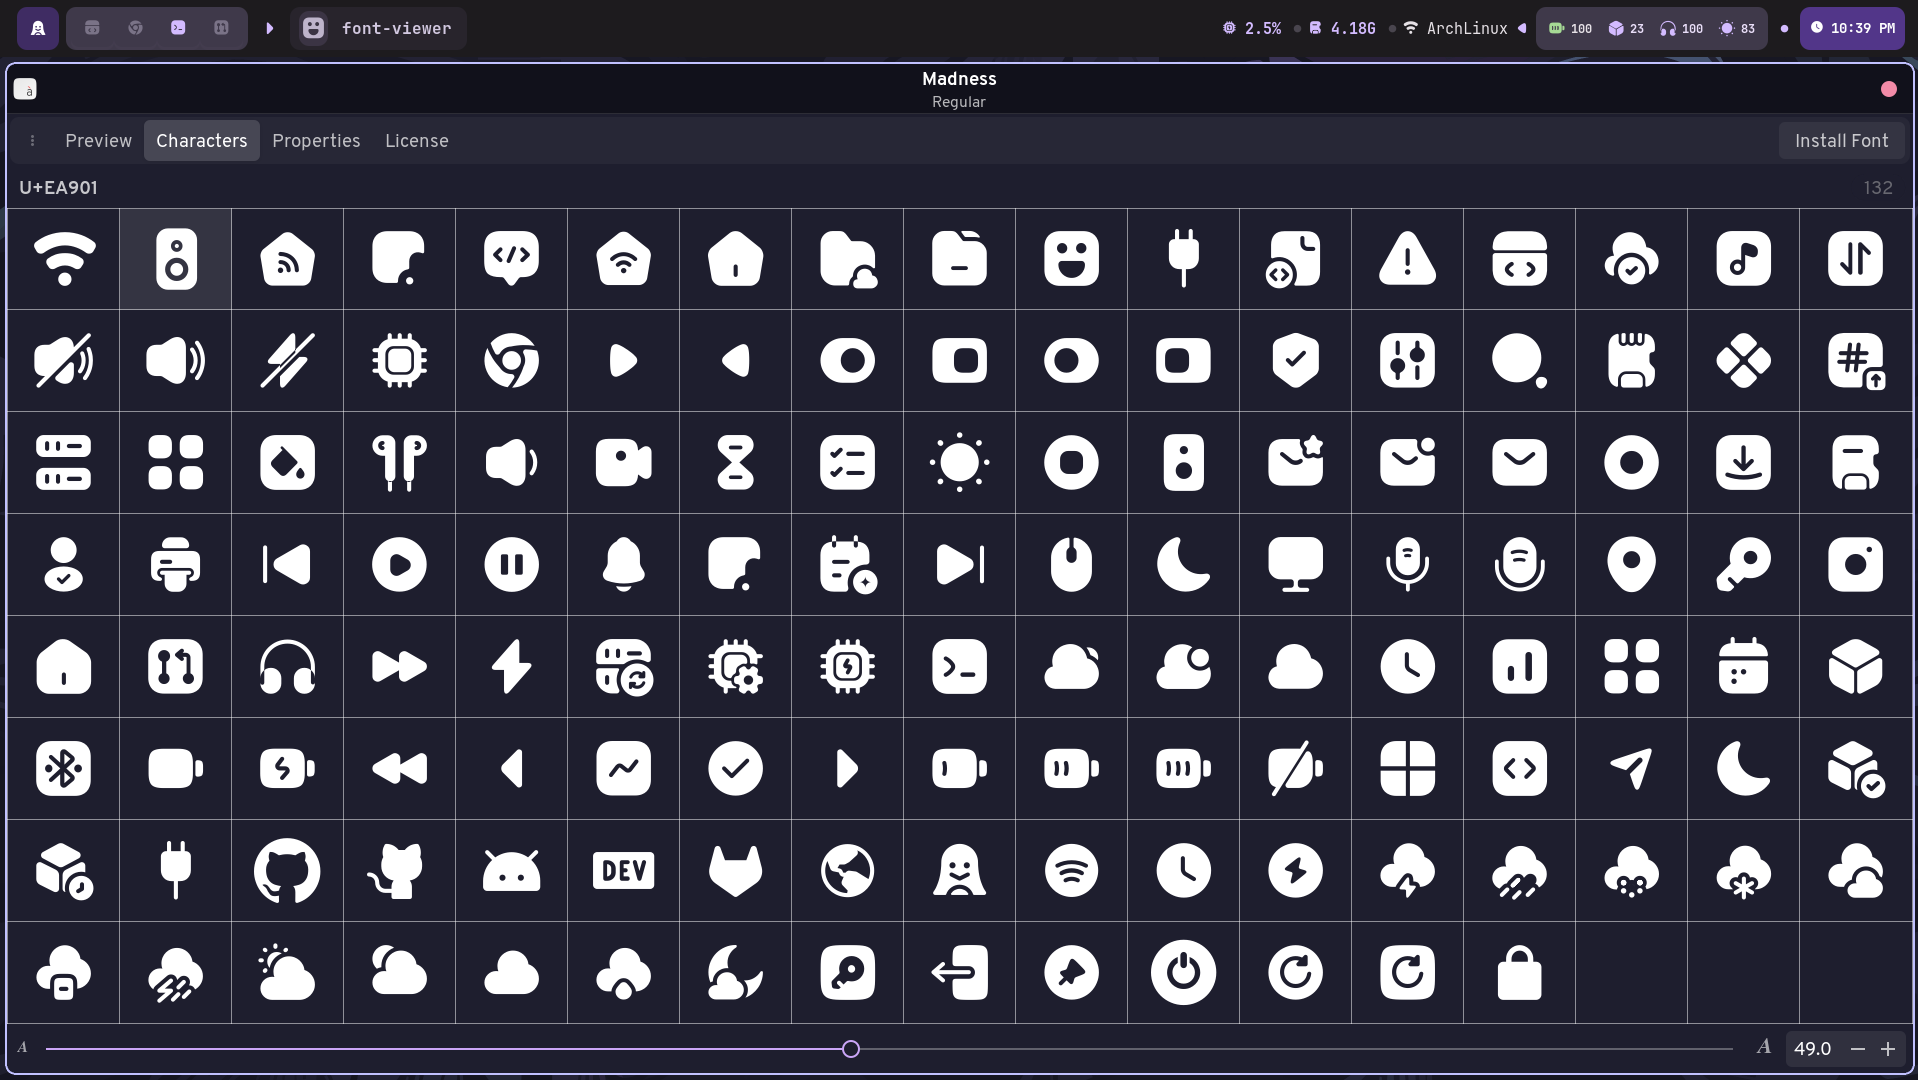 font-viewer
2.5%
4.18G
ArchLinux
100
23
100
83
10:39 PM
Madness
Regular
Preview
Characters
Properties
License
Install Font
U+EA901
132
DEV
A
A
49.0